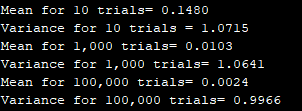 Mean for 10 trials= 0.1480
Variance for 10 trials = 1.0715
Mean for 1,000 trials= 0.0103
Variance for 1,000 trials= 1.0641
Mean for 100,000 trials= 0.0024
Variance for 100,000 trials= 0.9966